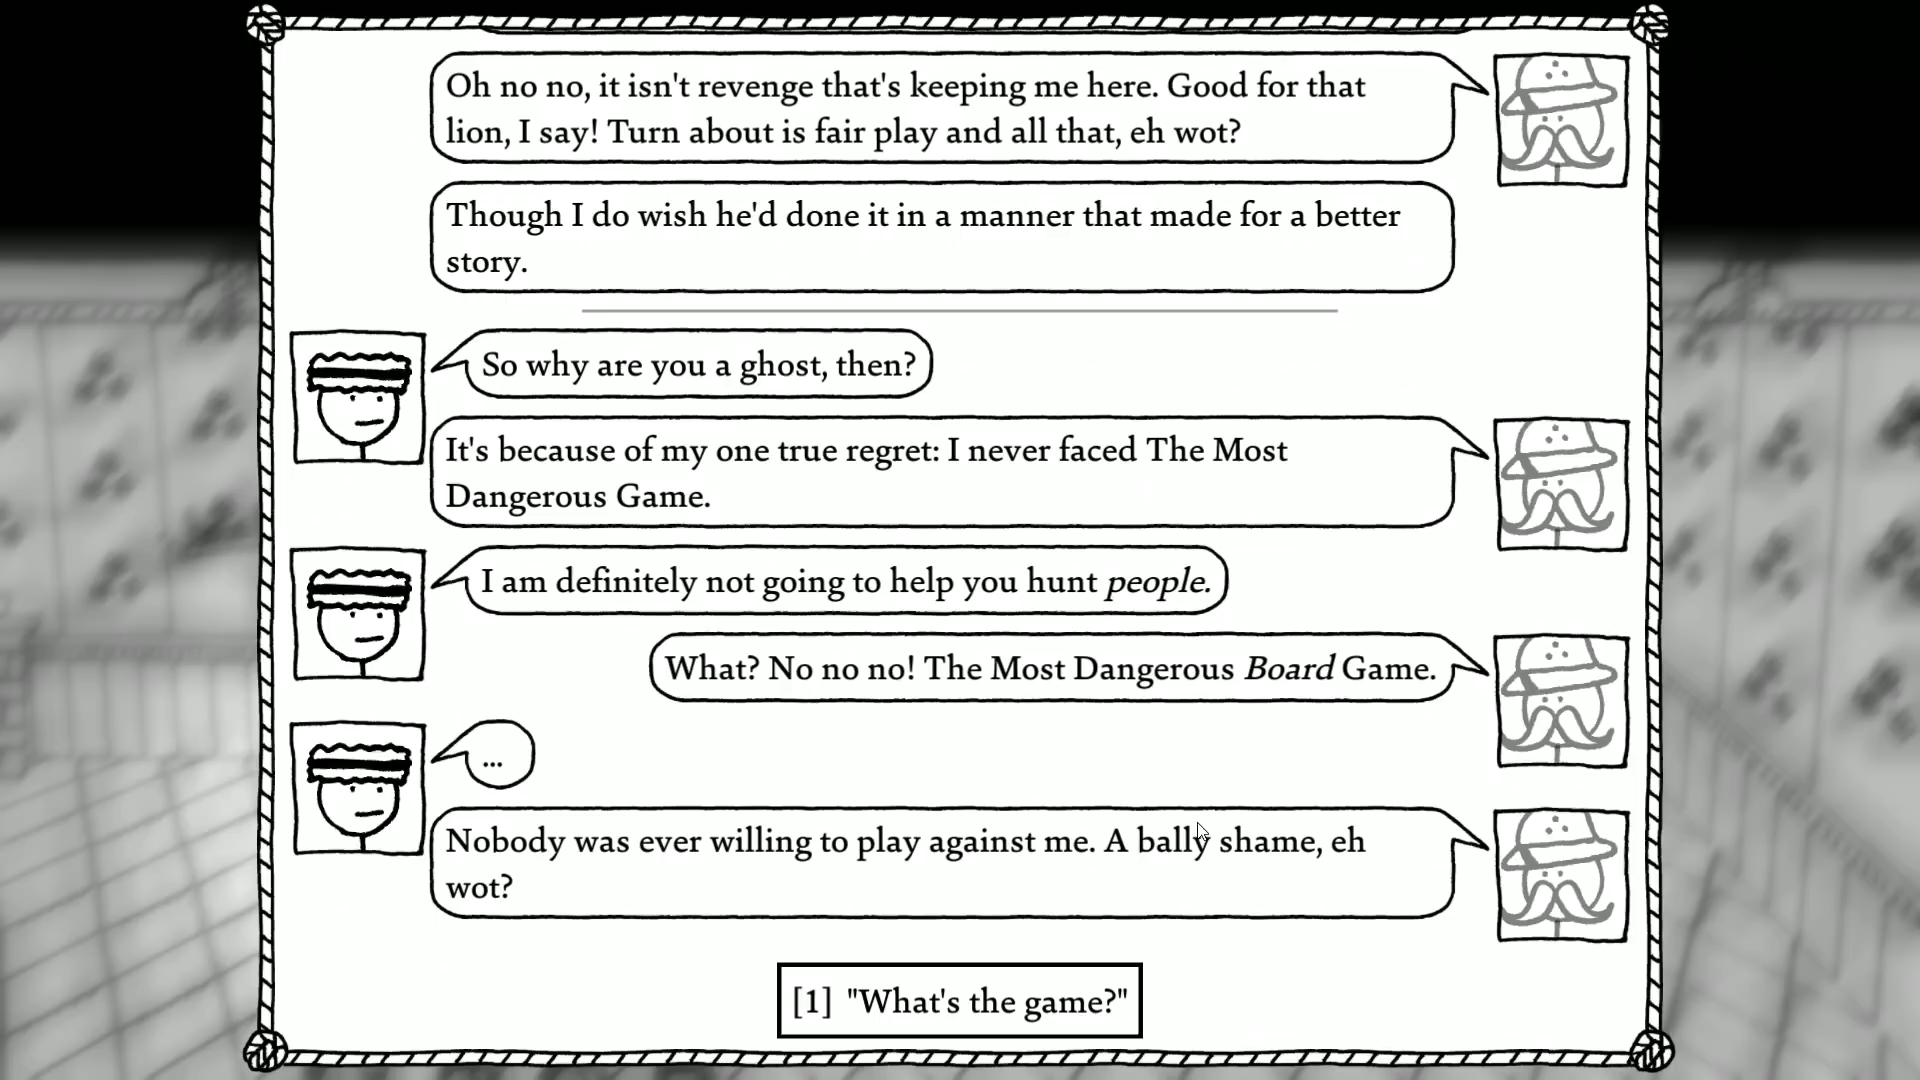 Oh no no, it isn't revenge that's keeping me here. Good for that
lion, I say! Turn about is fair play and all that, eh wot?
Though I do wish he'd done it in a manner that made for a better
story.
So why are you a ghost, then?
It's because of my one true regret: I never faced The Most
Dangerous Game.
I am definitely not going to help you hunt people.
What? No no no! The Most Dangerous Board Game.
...
Nobody was ever willing to play against me. A bally shame, eh
wot?
[1] "What's the game?"